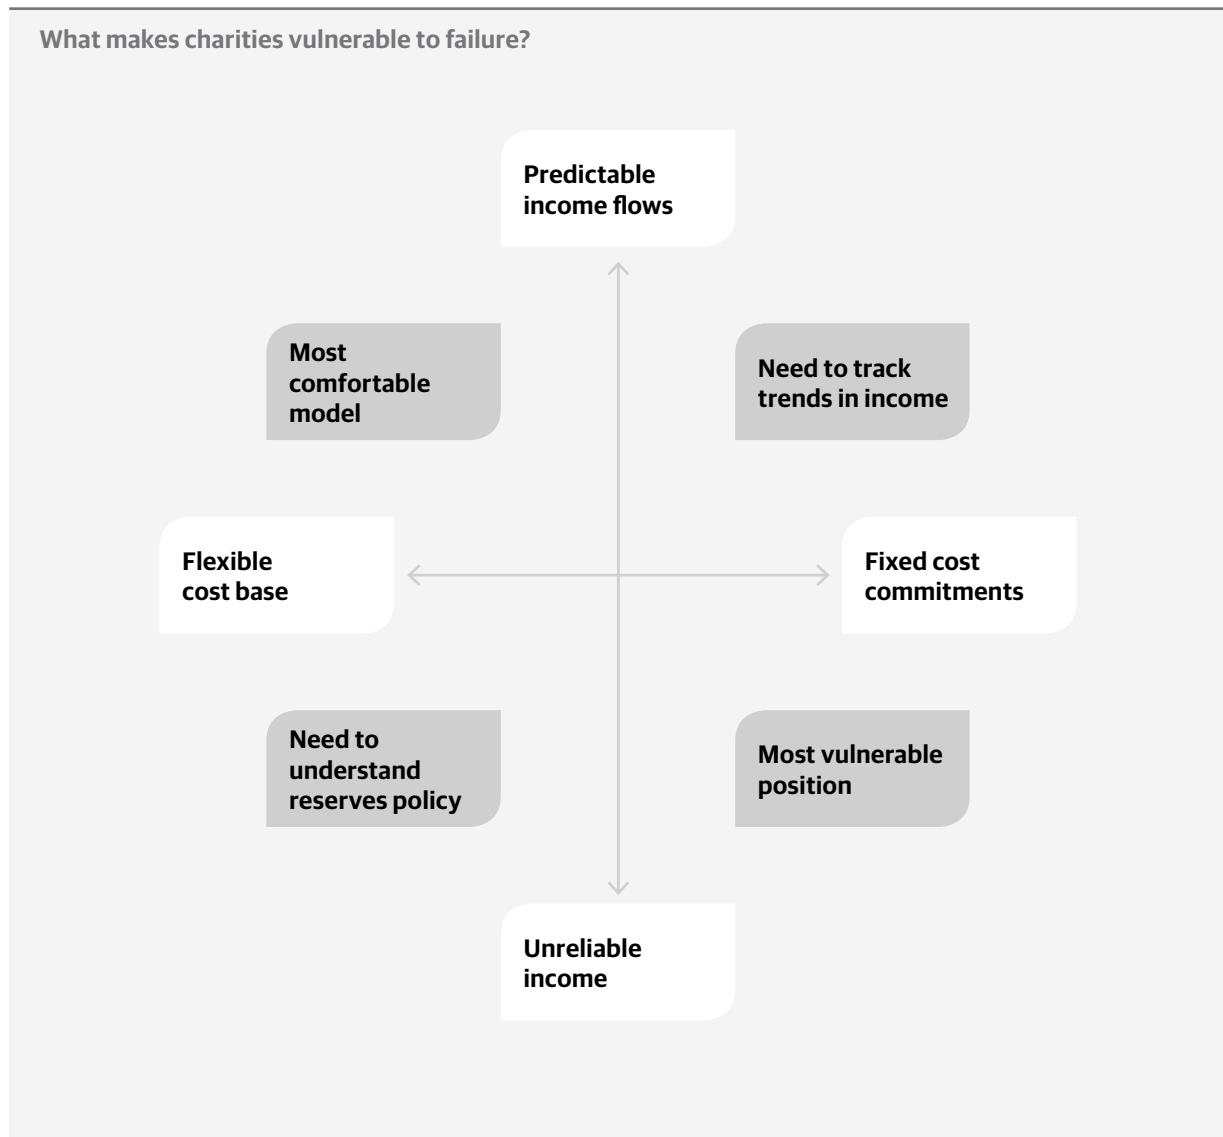 What makes charities vulnerable to failure?
Predictable
income flows
Most
comfortable
model
Need to track
trends in income
Flexible
cost base
Fixed cost
commitments
Need to
understand
reserves policy
Most vulnerable
position
Unreliable
income